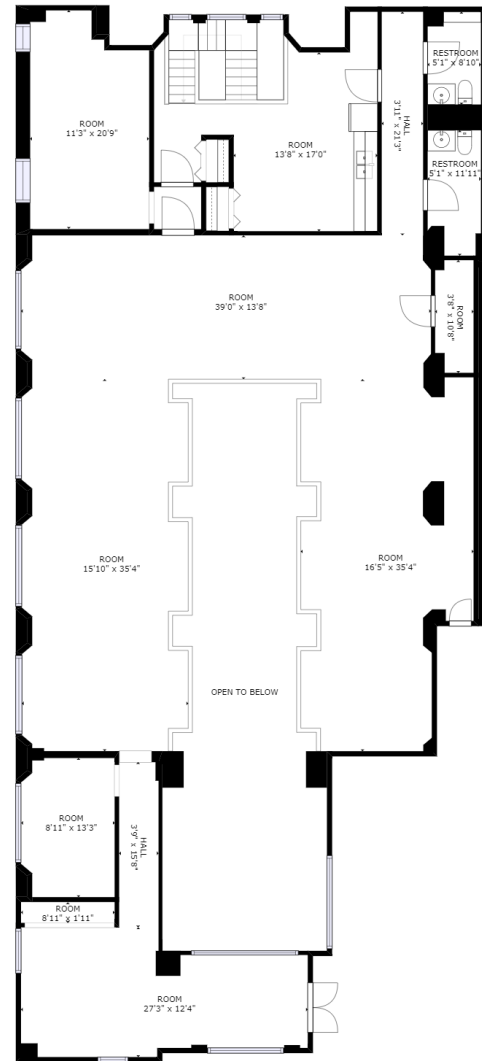 RESTROOM
5'1" x 8'10"
ROOM
11'3" x 20'9"
HALL
3'11" x 21'3"
ROOM
13'8" x 17'0"
RESTROOM
5'1" x 11'11"
ROOM
39'0" x 13'8"
ROOM
3'8" x 10'8"
ROOM
15'10" x 35'4"
ROOM
16'5" x 35'4"
OPEN TO BELOW
ROOM
8'11" x 13'3"
HALL
3'9" x 15'8"
ROOM
8'11" x 1'11"
ROOM
27'3" x 12'4"